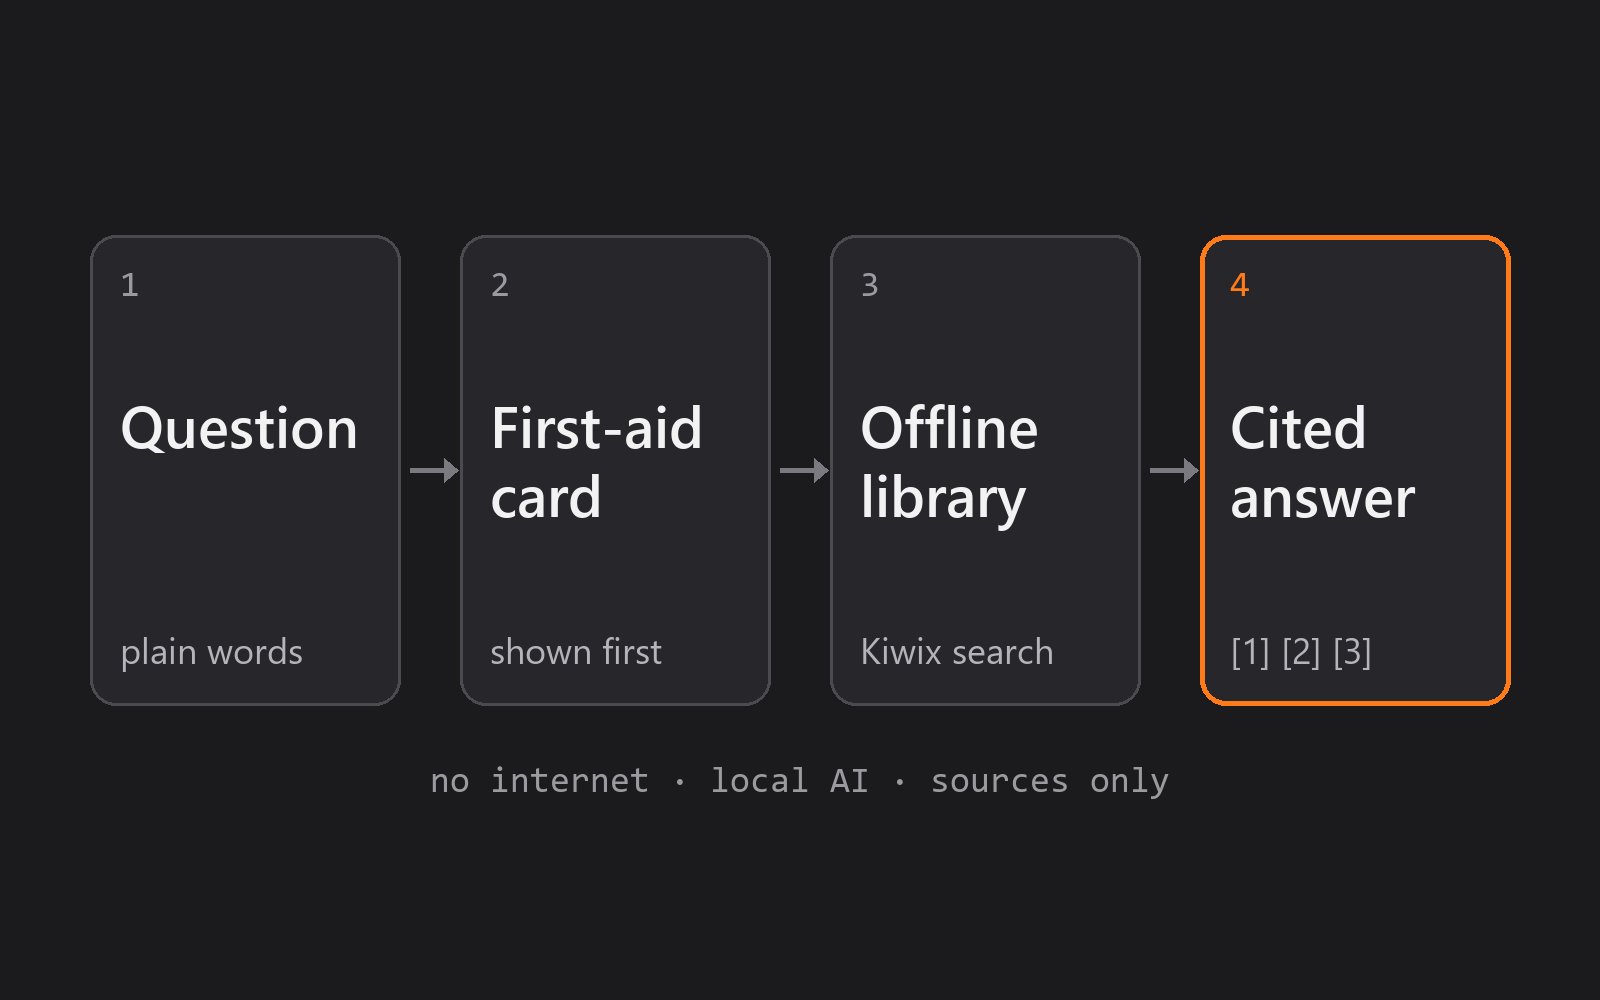 1
Question
plain words
2
First-aid
card
shown first
3
Offline
library
Kiwix search
4
Cited
answer
[1] [2] [3]
no internet · local AI · sources only